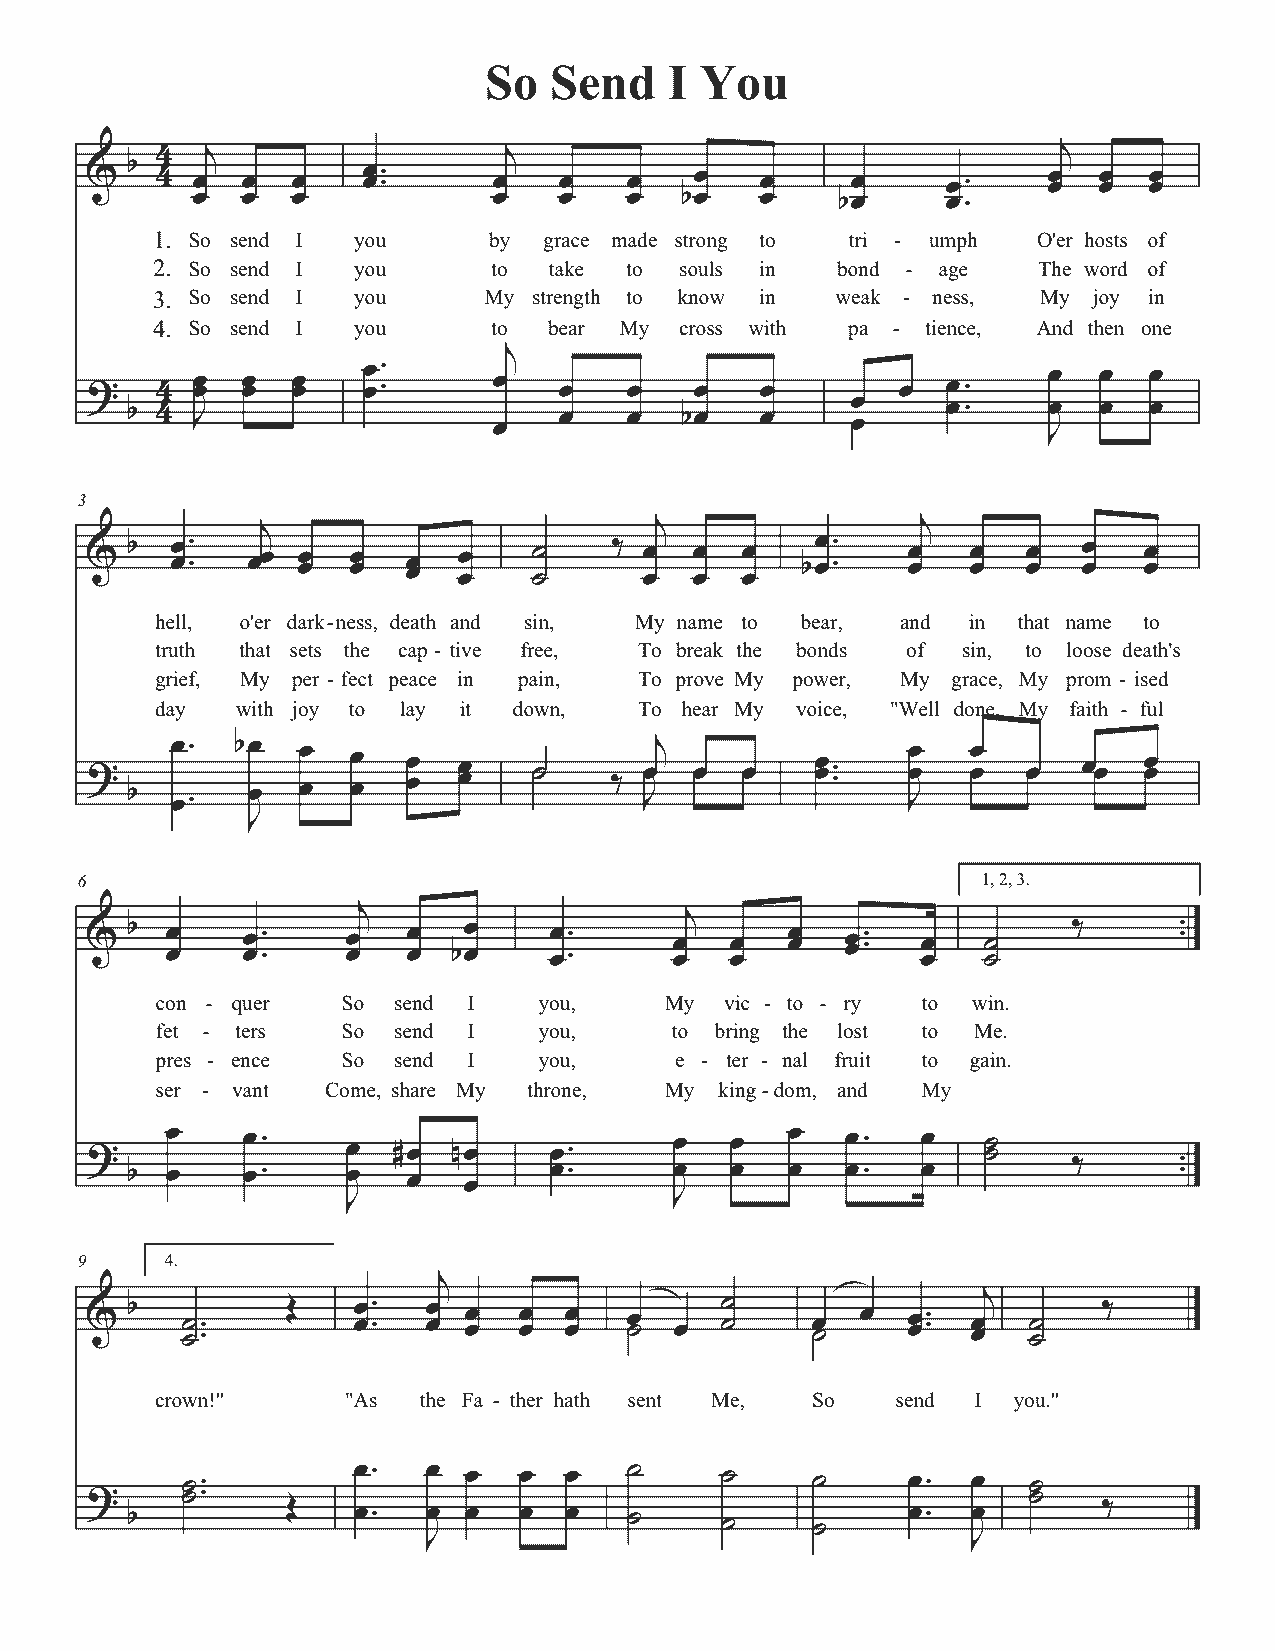 So Send I You
1. So send I you by grace made strong to tri - umph O'er hosts of
2. So send I you to take to souls in bond - age The word of
3. So send I you My strength to know in weak - ness, My joy in
4. So send I you to bear My cross with pa - tience, And then one
3
hell, o'er dark - ness, death and sin, My name to bear, and in that name to
truth that sets the cap - tive free, To break the bonds of sin, to loose death's
grief, My per - fect peace in pain, To prove My power, My grace, My prom - ised
day with joy to lay it down, To hear My voice, "Well done, My faith - ful
6
1, 2, 3.
con - quer So send I you, My vic - to - ry to win.
fet - ters So send I you, to bring the lost to Me.
pres - ence So send I you, e - ter - nal fruit to gain.
ser - vant Come, share My throne, My king - dom, and My
9
4.
crown!" "As the Fa - ther hath sent Me, So send I you."